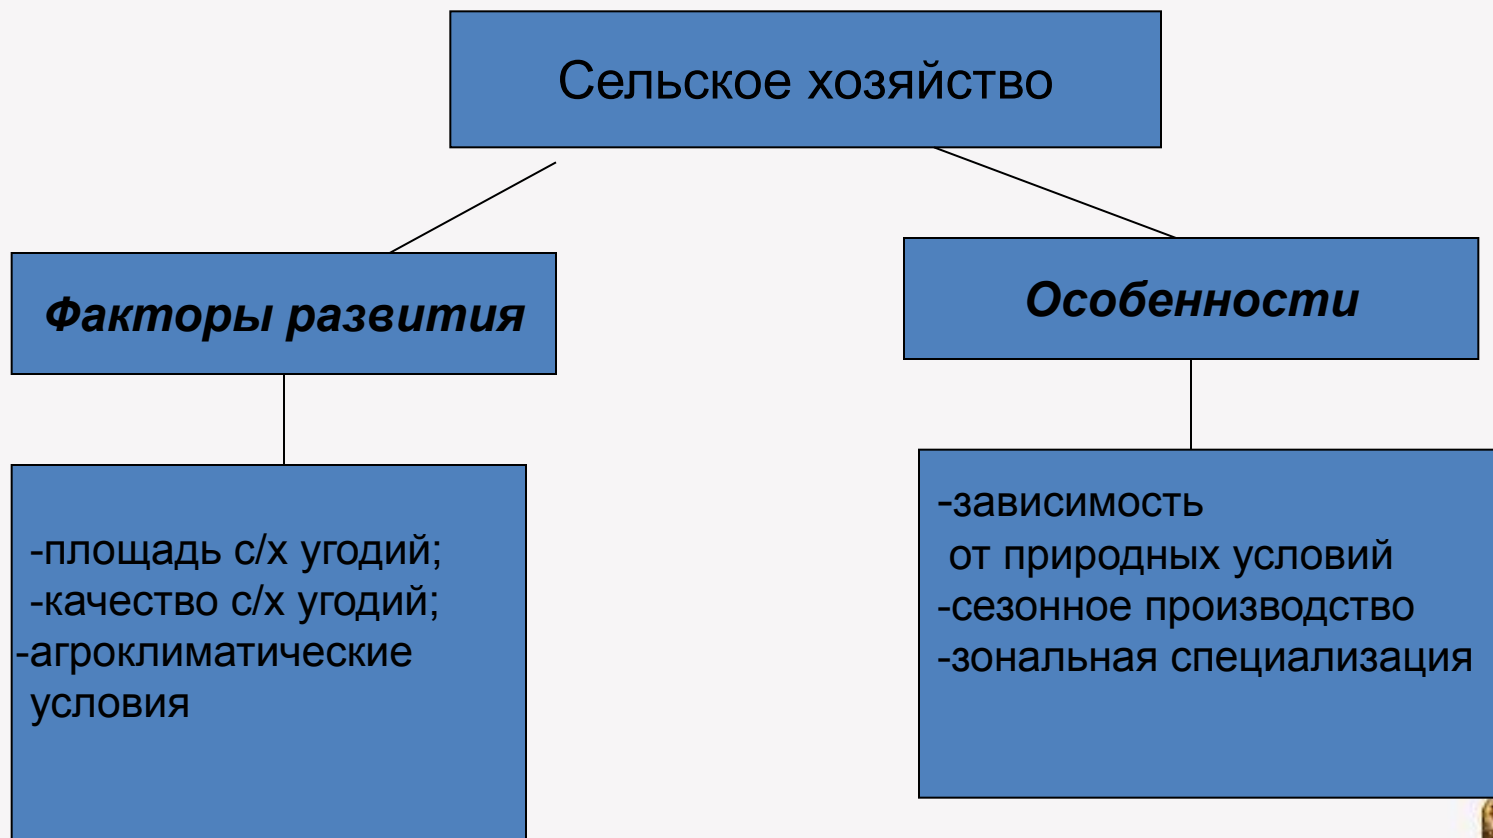 Сельское хозяйство
Факторы развития
Особенности
-площадь с/х угодий;
-качество с/х угодий;
-агроклиматические
условия
-зависимость
от природных условий
-сезонное производство
-зональная специализация